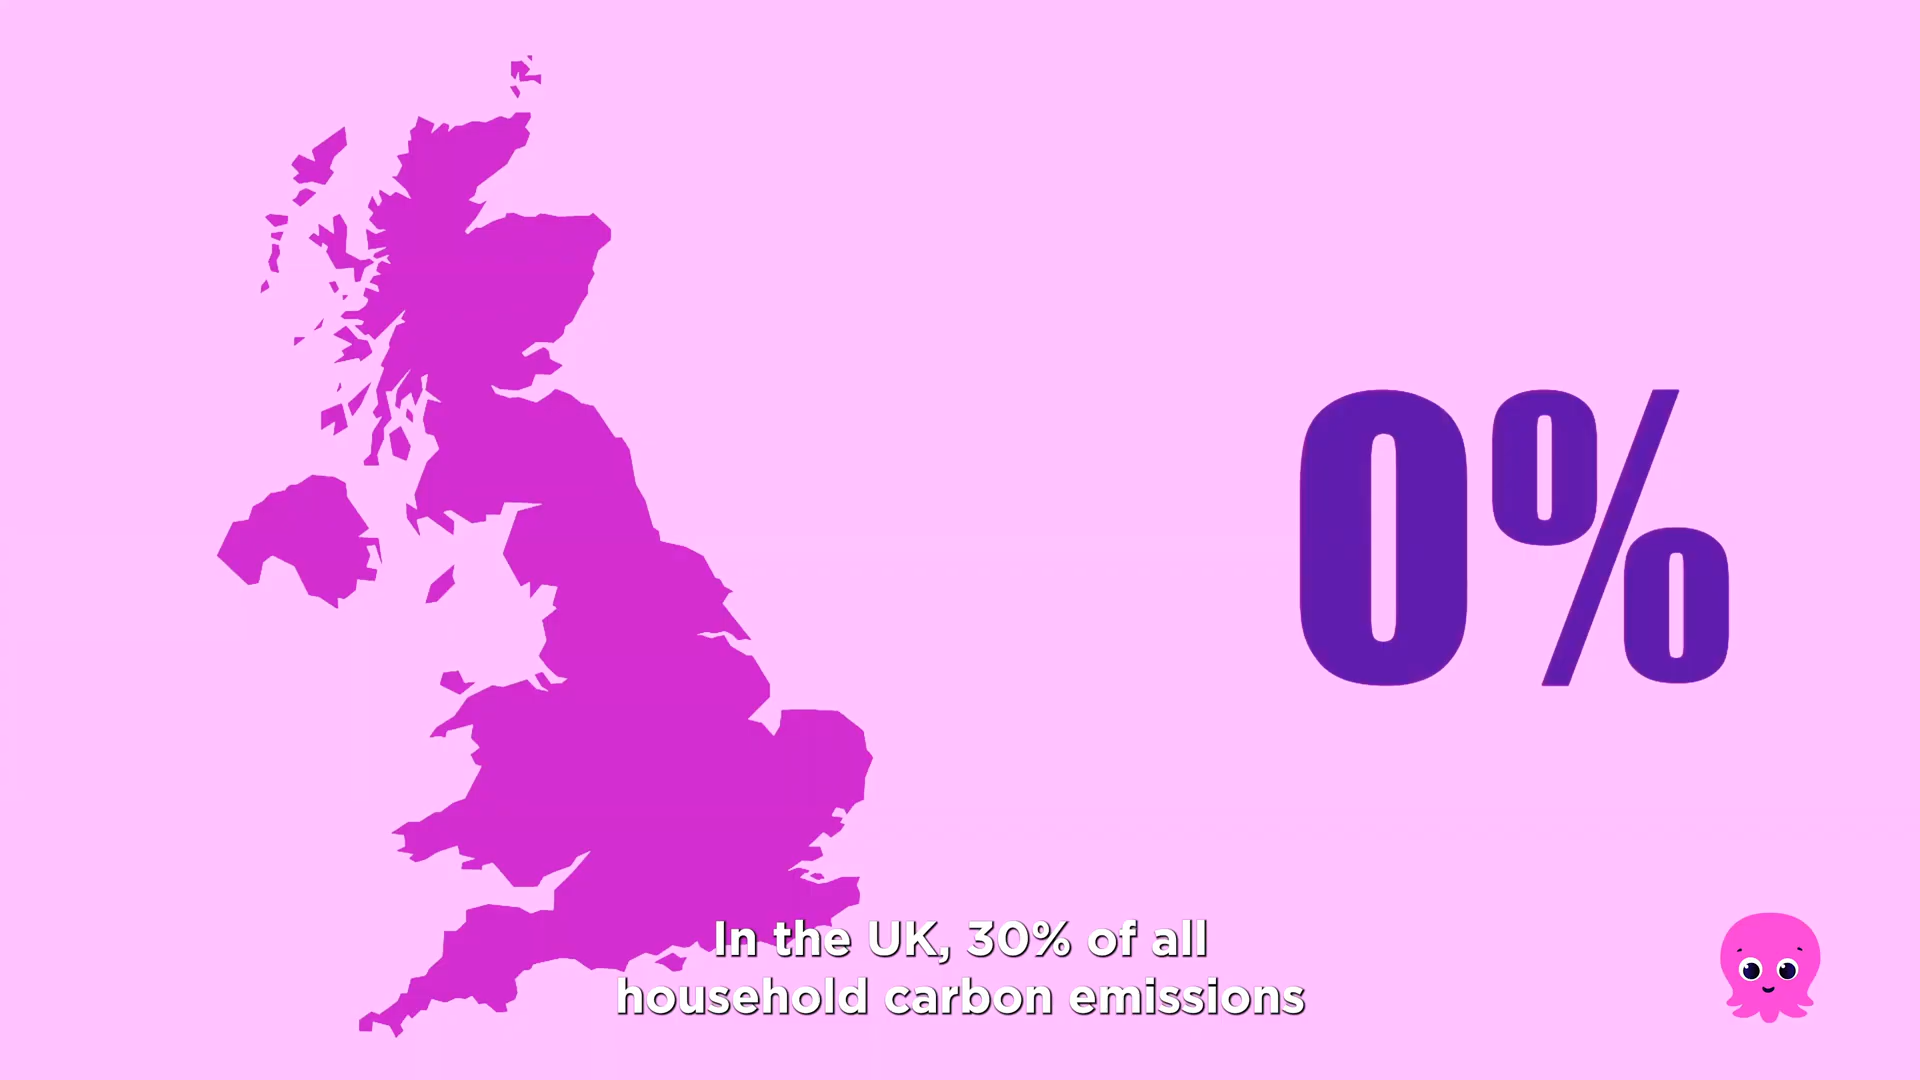 0%
In the UK, 30% of all
household carbon emissions